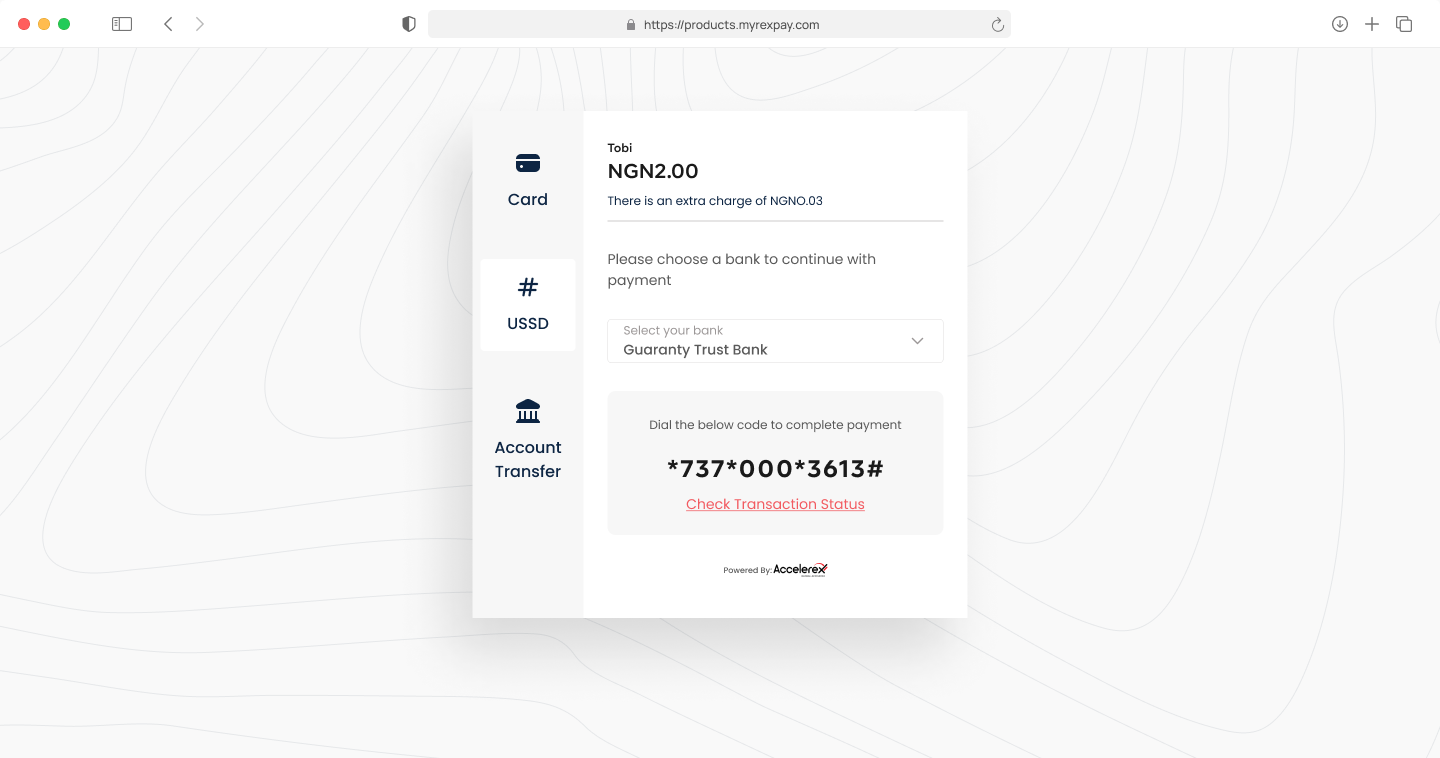 https://products.myrexpay.com
Card
#
USSD
Account
Transfer
Tobi
NGN2.00
There is an extra charge of NGNO.03
Please choose a bank to continue with
payment
Select your bank
Guaranty Trust Bank
Dial the below code to complete payment
*737*000*3613#
Check Transaction Status
Powered By: Accelerex